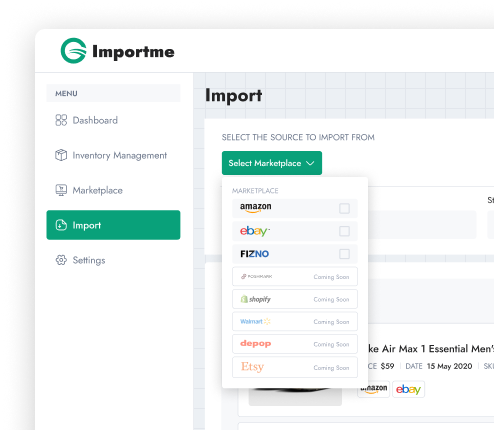 Importme
MENU
Dashboard
Inventory Management
Marketplace
Import
Settings
Import
SELECT THE SOURCE TO IMPORT FROM
Select Marketplace
MARKETPLACE
amazon
ebay
FIZNO
POSHMARK Coming Soon
shopify Coming Soon
Walmart Coming Soon
depop Coming Soon
Etsy Coming Soon
St
ke Air Max 1 Essential Men's
CE $59 DATE 15 May 2020 SKU
amazon ebay